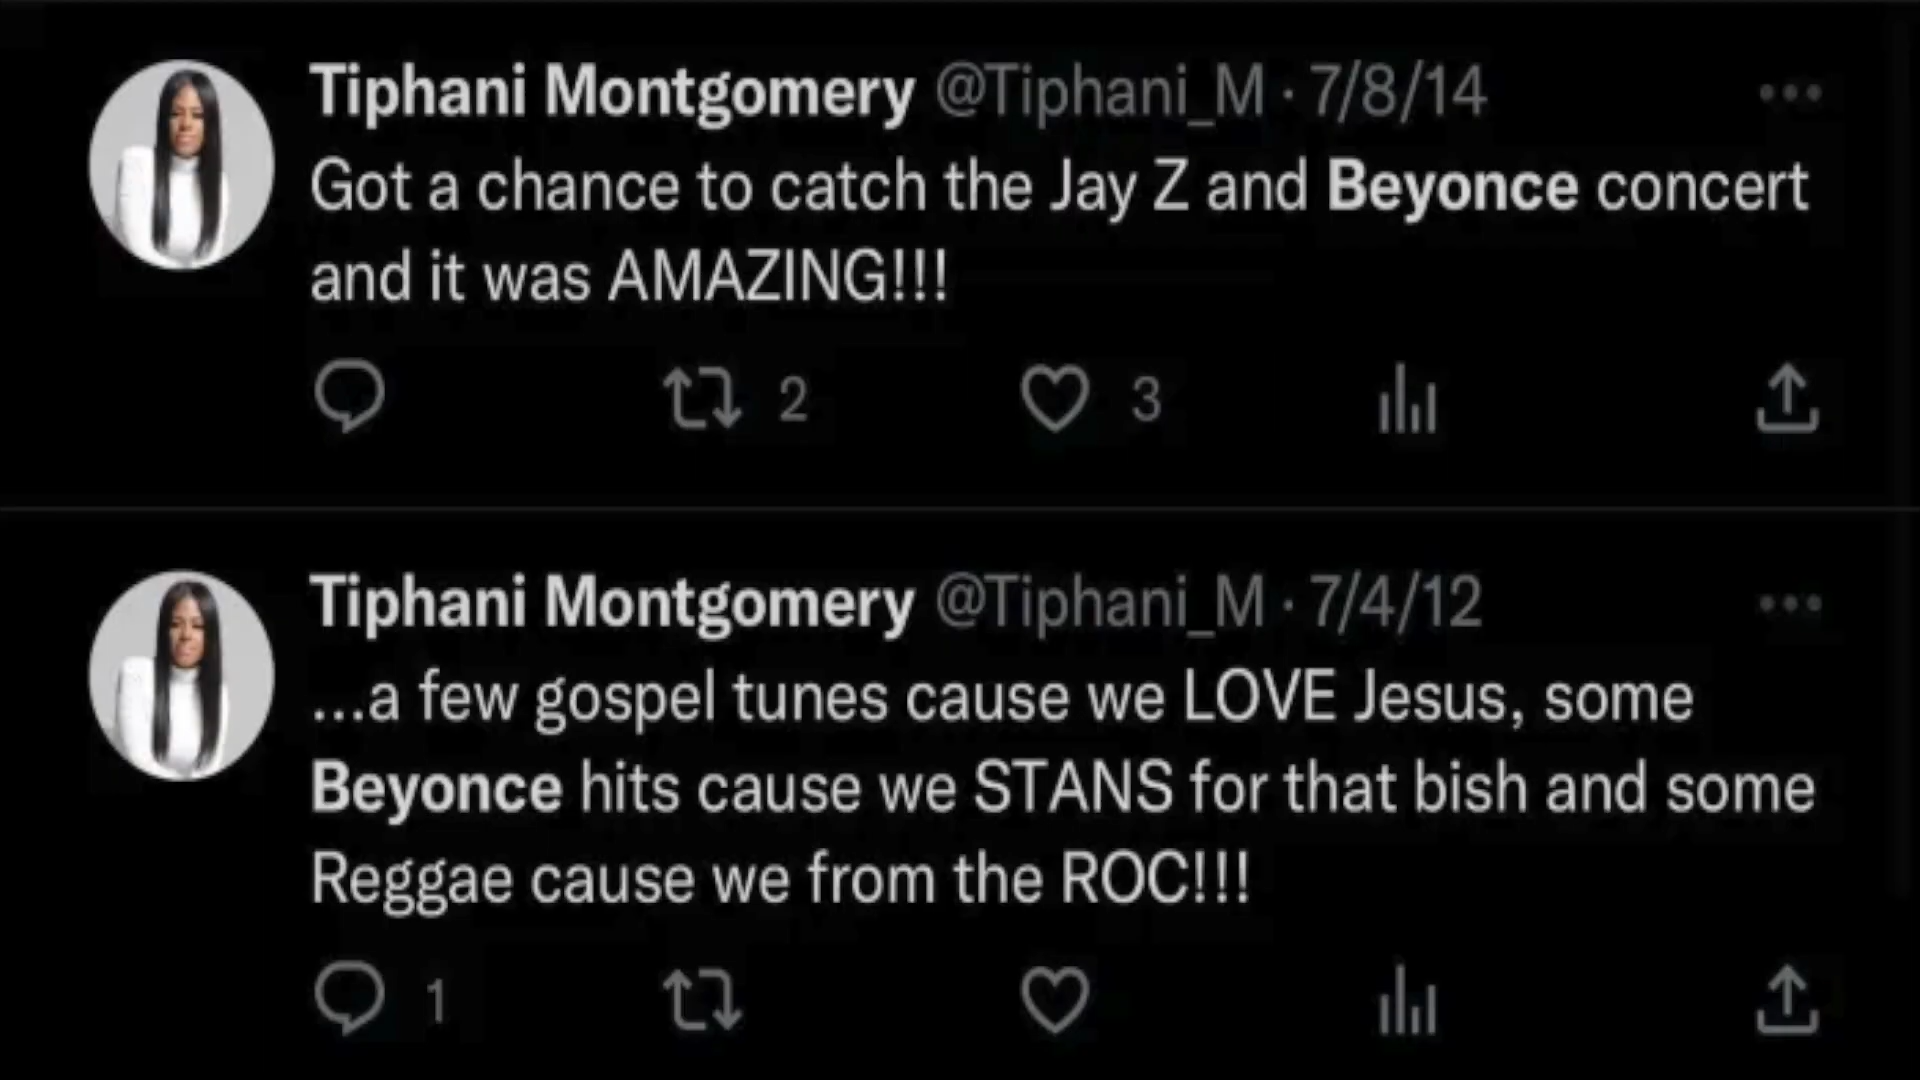 Tiphani Montgomery @Tiphani_M · 7/8/14
Got a chance to catch the Jay Z and Beyonce concert
and it was AMAZING!!!
2 3
Tiphani Montgomery @Tiphani_M · 7/4/12
...a few gospel tunes cause we LOVE Jesus, some
Beyonce hits cause we STANS for that bish and some
Reggae cause we from the ROC!!!
1